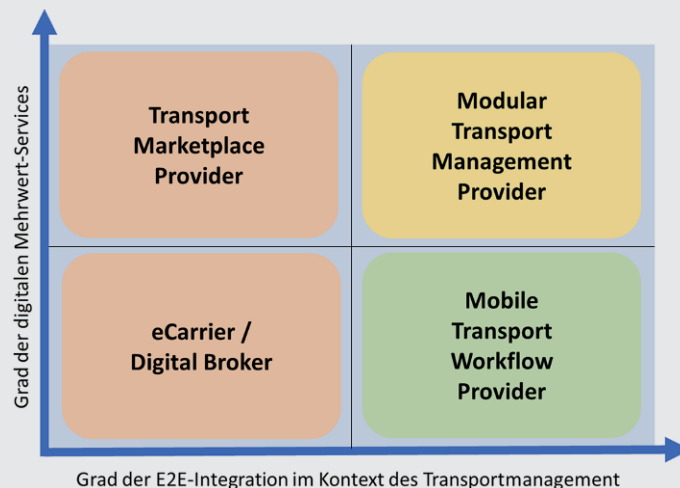 Grad der digitalen Mehrwert-Services
Transport
Marketplace
Provider
Modular
Transport
Management
Provider
eCarrier /
Digital Broker
Mobile
Transport
Workflow
Provider
Grad der E2E-Integration im Kontext des Transportmanagement